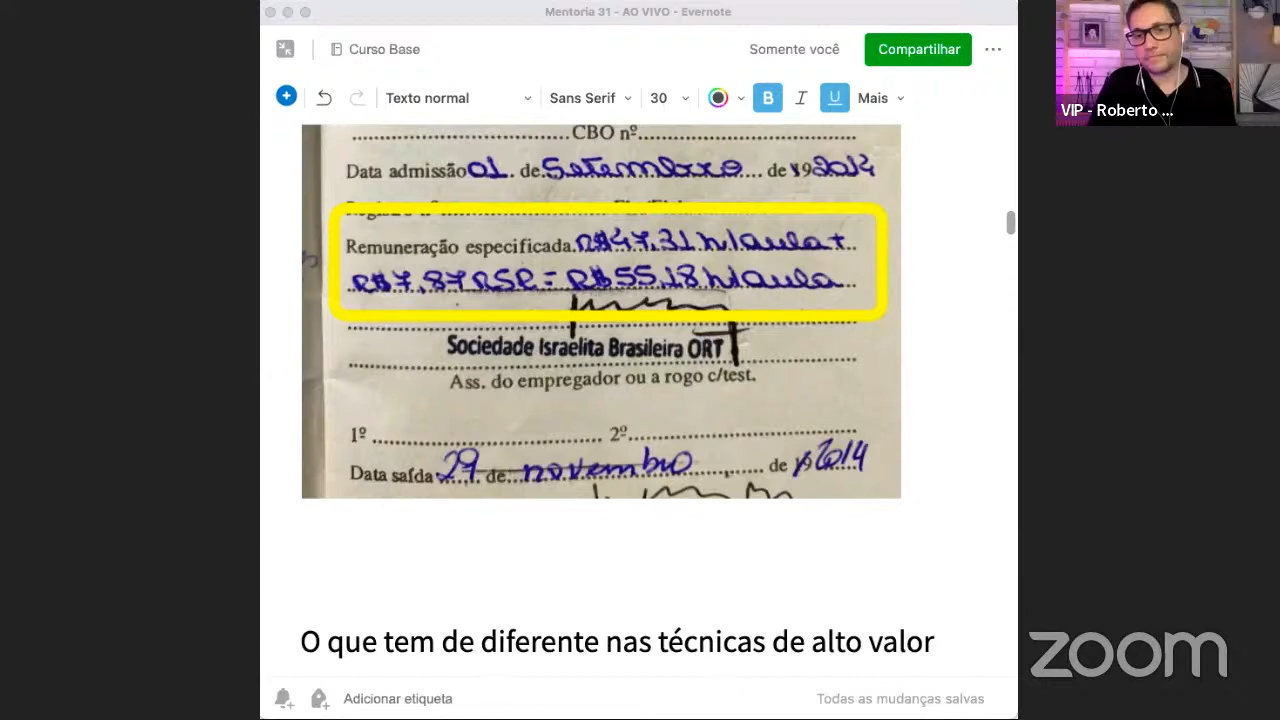 Mentoria 31 - AO VIVO - Evernote
Curso Base
Somente você
Compartilhar
VIP - Roberto ...
Texto normal
Sans Serif
30
B I U
Mais
CBO nº
Data admissão 01 de Setembro de 192012
Remuneração especificada R$47,31 h/aula +
R$7,87 RSR = R$55,18 h/aula
Sociedade Israelita Brasileira ORT
Ass. do empregador ou a rogo c/test.
1º 2º
Data saída 29 de novembro de 192014
O que tem de diferente nas técnicas de alto valor
zoom
Adicionar etiqueta
Todas as mudanças salvas